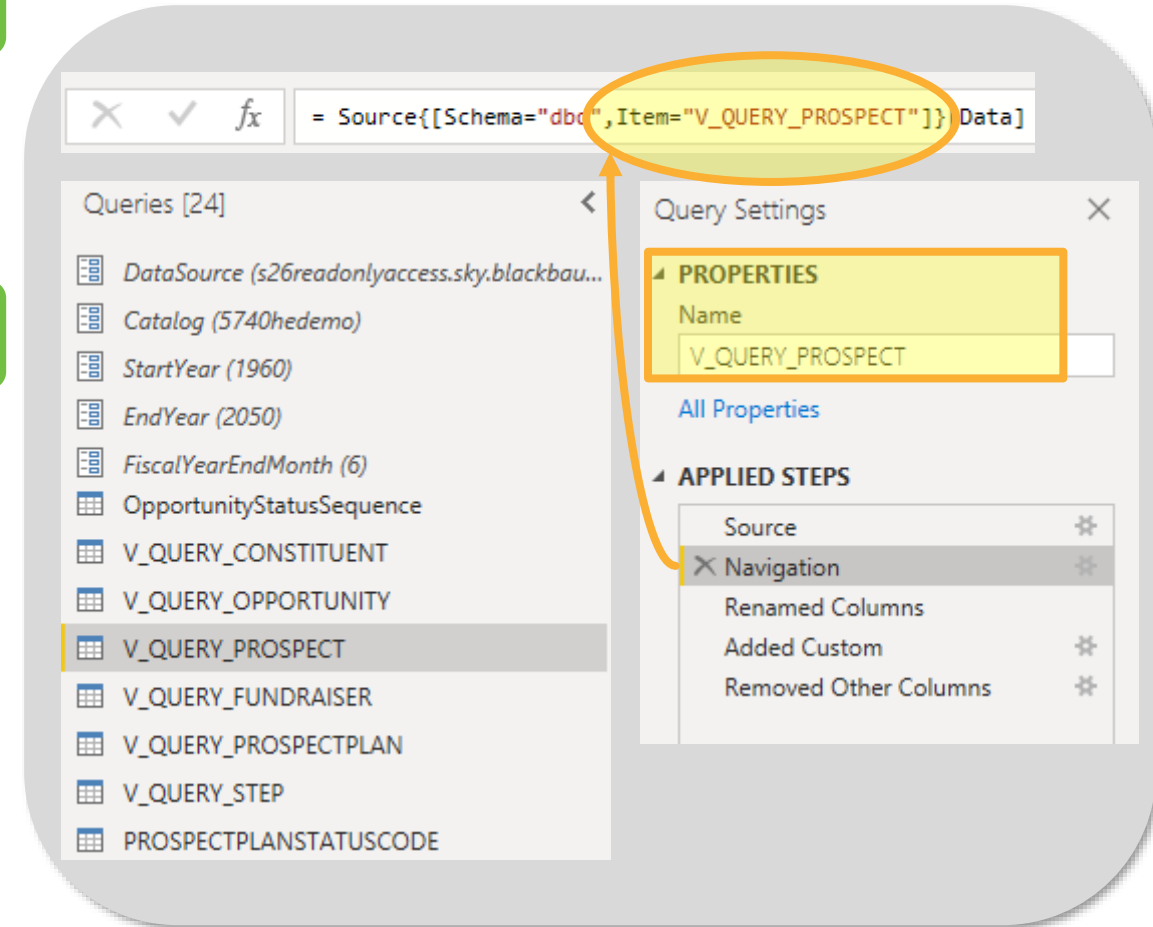 fx = Source{[Schema="dbo",Item="V_QUERY_PROSPECT"]}[Data]
Queries [24]
DataSource (s26readonlyaccess.sky.blackbau...
Catalog (5740hedemo)
StartYear (1960)
EndYear (2050)
FiscalYearEndMonth (6)
OpportunityStatusSequence
V_QUERY_CONSTITUENT
V_QUERY_OPPORTUNITY
V_QUERY_PROSPECT
V_QUERY_FUNDRAISER
V_QUERY_PROSPECTPLAN
V_QUERY_STEP
PROSPECTPLANSTATUSCODE
Query Settings
PROPERTIES
Name
V_QUERY_PROSPECT
All Properties
APPLIED STEPS
Source
Navigation
Renamed Columns
Added Custom
Removed Other Columns